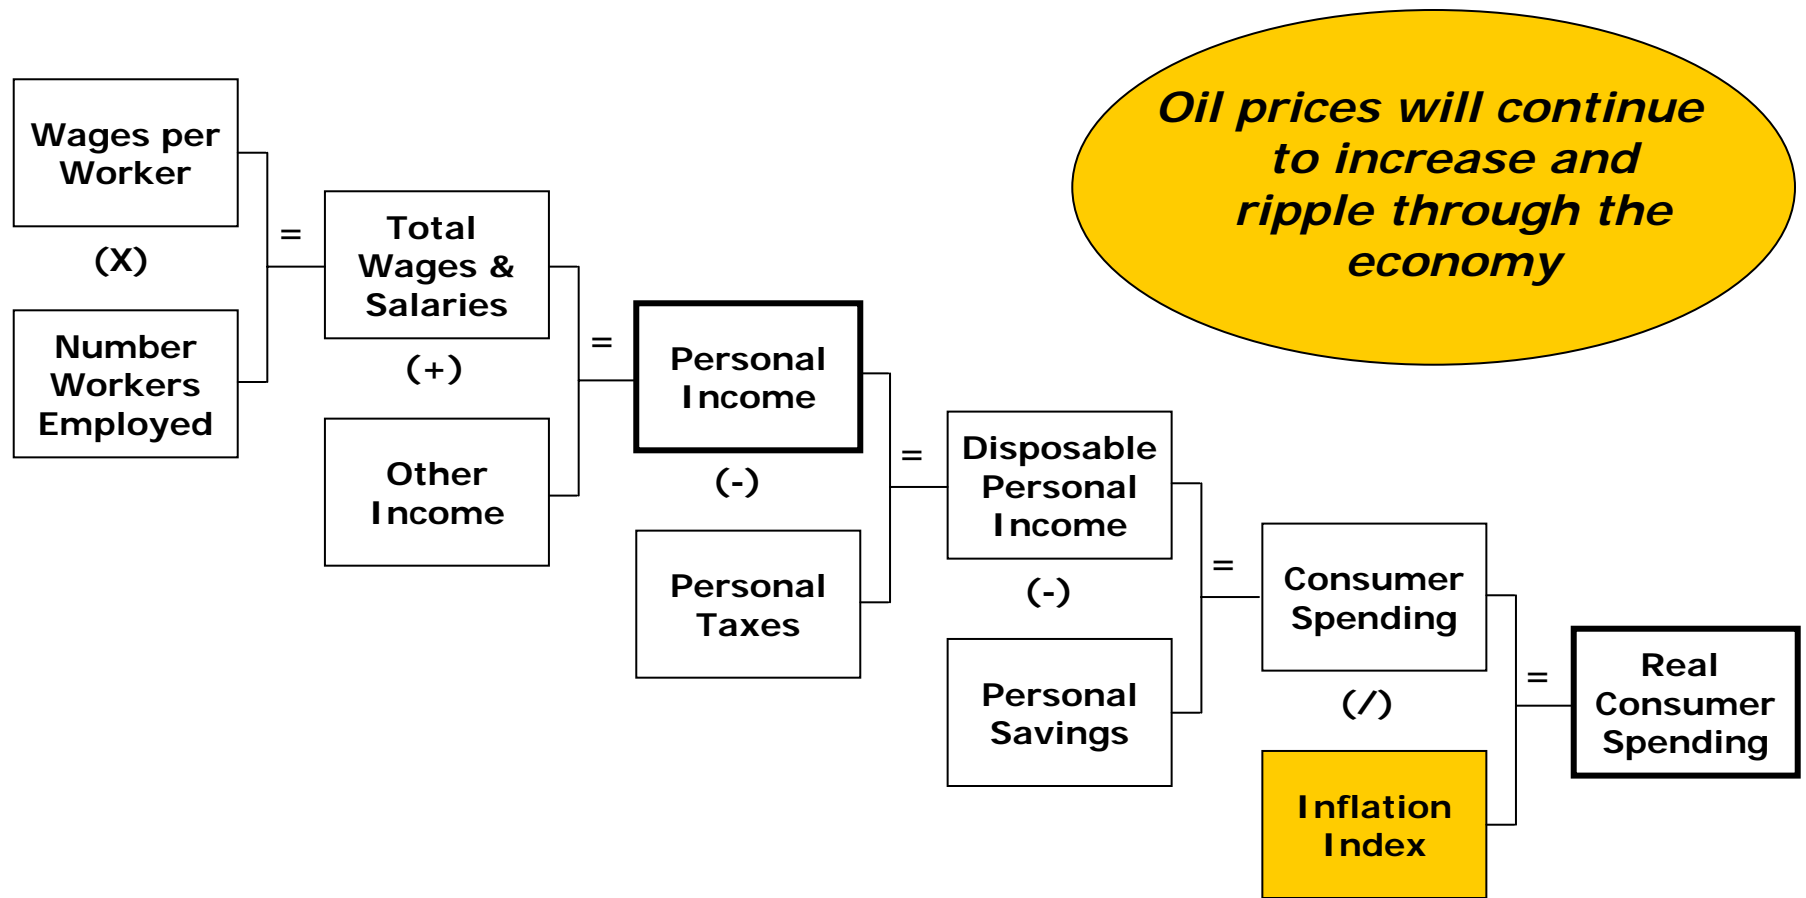 Oil prices will continue
to increase and
ripple through the
economy
Wages per
Worker
(X)
Number
Workers
Employed
=
Total
Wages &
Salaries
(+)
Other
Income
=
Personal
Income
(-)
Personal
Taxes
=
Disposable
Personal
Income
(-)
Personal
Savings
=
Consumer
Spending
(/)
Inflation
Index
=
Real
Consumer
Spending